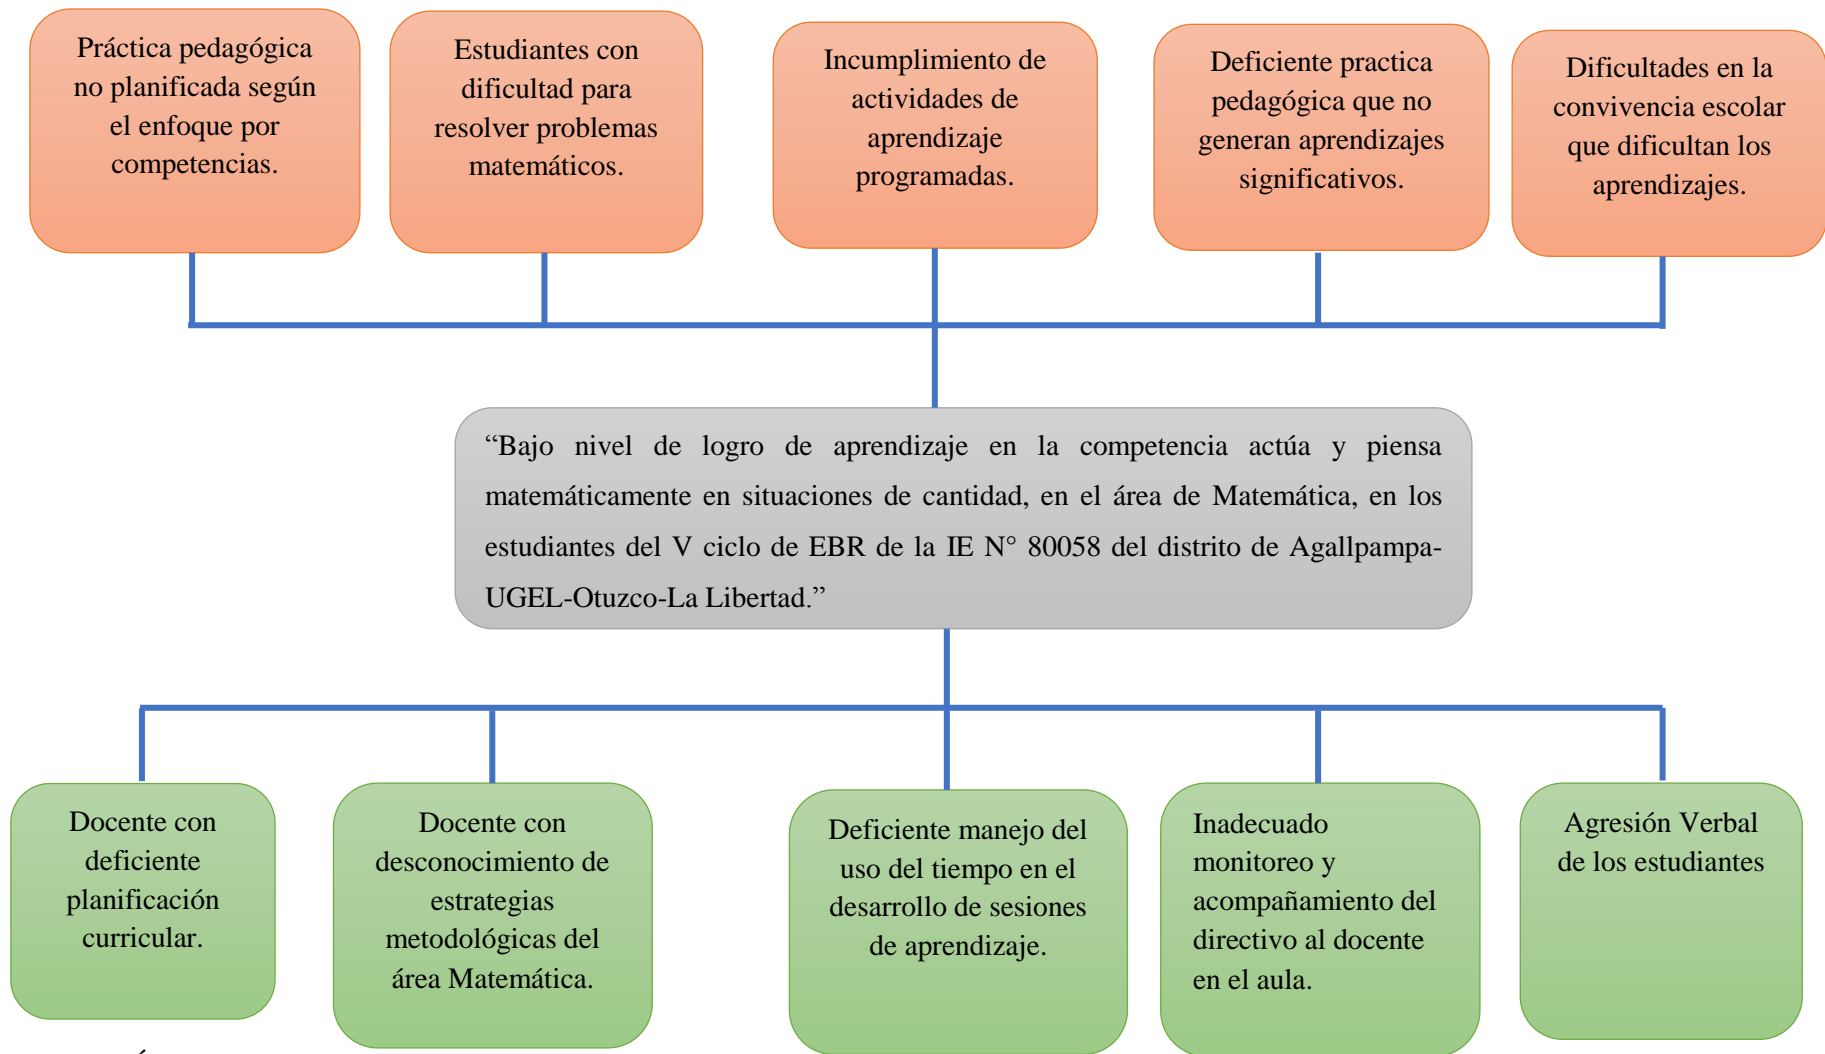 Práctica pedagógica
no planificada según
el enfoque por
competencias.
Estudiantes con
dificultad para
resolver problemas
matemáticos.
Incumplimiento de
actividades de
aprendizaje
programadas.
Deficiente practica
pedagógica que no
generan aprendizajes
significativos.
Dificultades en la
convivencia escolar
que dificultan los
aprendizajes.
“Bajo nivel de logro de aprendizaje en la competencia actúa y piensa
matemáticamente en situaciones de cantidad, en el área de Matemática, en los
estudiantes del V ciclo de EBR de la IE N° 80058 del distrito de Agallpampa-
UGEL-Otuzco-La Libertad.”
Docente con
deficiente
planificación
curricular.
Docente con
desconocimiento de
estrategias
metodológicas del
área Matemática.
Deficiente manejo del
uso del tiempo en el
desarrollo de sesiones
de aprendizaje.
Inadecuado
monitoreo y
acompañamiento del
directivo al docente
en el aula.
Agresión Verbal
de los estudiantes